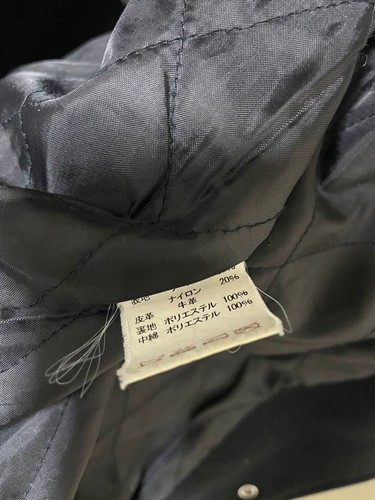 20%
表地 ナイロン
皮革 牛革
裏地 ポリエステル 100%
中綿 ポリエステル 100%